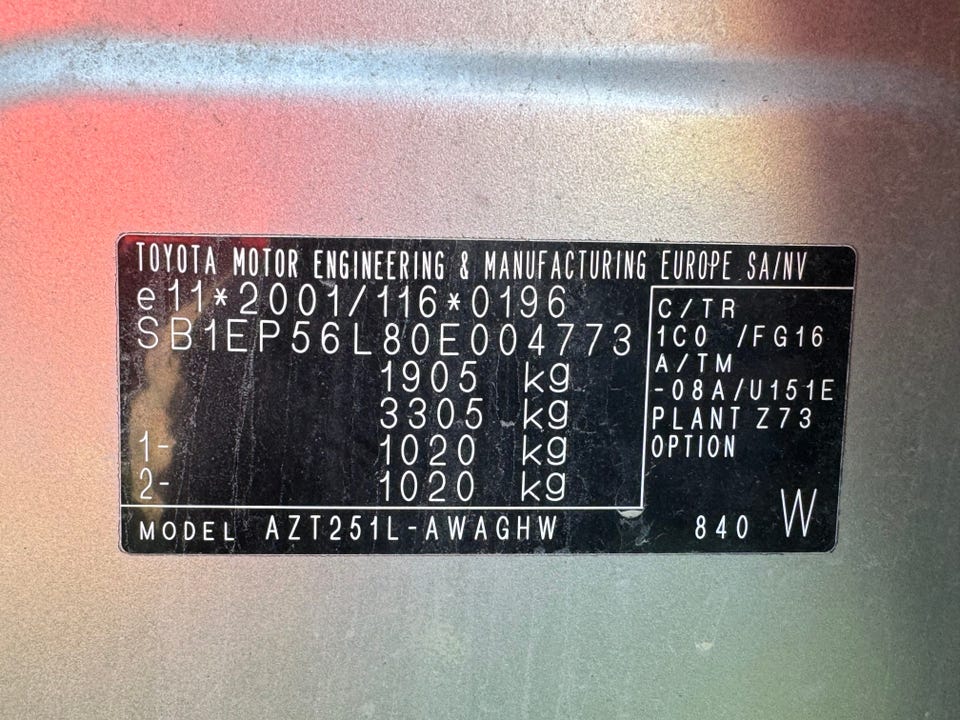 TOYOTA MOTOR ENGINEERING & MANUFACTURING EUROPE SA/NV
e11*2001/116*0196
SB1EP56L80E004773
1905 kg
3305 kg
1- 1020 kg
2- 1020 kg
C/TR
1C0 /FG16
A/TM
-08A/U151E
PLANT Z73
OPTION
MODEL AZT251L-AWAGHW 840 W